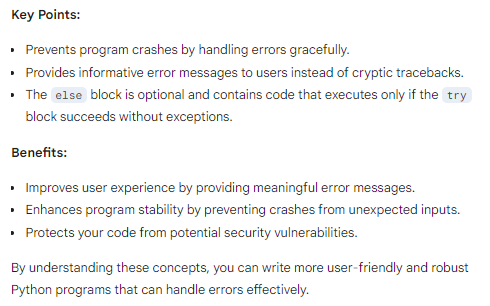 Key Points:
• Prevents program crashes by handling errors gracefully.
• Provides informative error messages to users instead of cryptic tracebacks.
• The else block is optional and contains code that executes only if the try
block succeeds without exceptions.
Benefits:
• Improves user experience by providing meaningful error messages.
• Enhances program stability by preventing crashes from unexpected inputs.
• Protects your code from potential security vulnerabilities.
By understanding these concepts, you can write more user-friendly and robust
Python programs that can handle errors effectively.